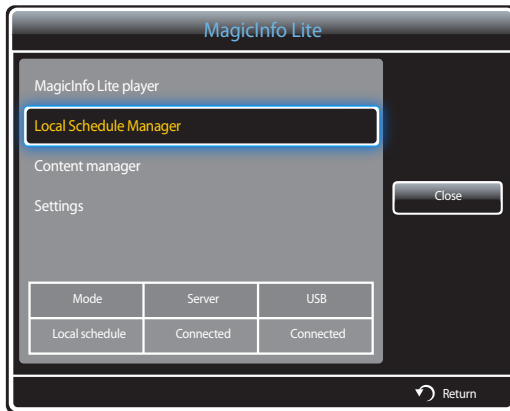 MagicInfo Lite
MagicInfo Lite player
Local Schedule Manager
Content manager
Settings
Close
Mode Server USB
Local schedule Connected Connected
Return